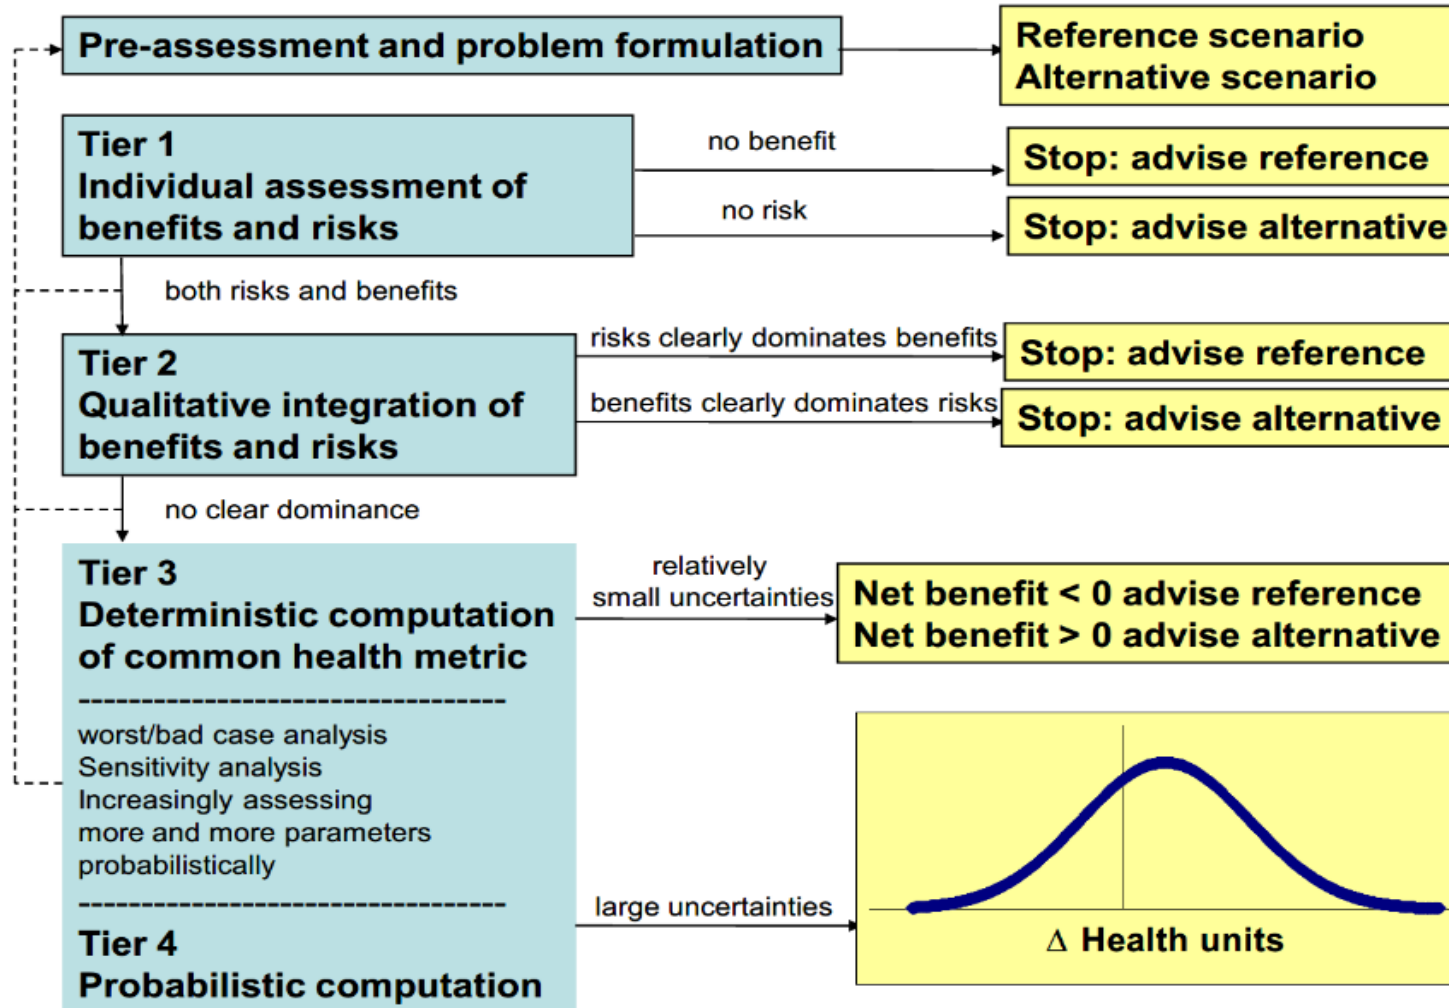 Pre-assessment and problem formulation
Reference scenario
Alternative scenario
Tier 1
Individual assessment of
benefits and risks
no benefit
Stop: advise reference
no risk
Stop: advise alternative
both risks and benefits
Tier 2
Qualitative integration of
benefits and risks
risks clearly dominates benefits
Stop: advise reference
benefits clearly dominates risks
Stop: advise alternative
no clear dominance
Tier 3
Deterministic computation
of common health metric
relatively
small uncertainties
Net benefit < 0 advise reference
Net benefit > 0 advise alternative
----------------------------------
worst/bad case analysis
Sensitivity analysis
Increasingly assessing
more and more parameters
probabilistically
----------------------------------
Tier 4
Probabilistic computation
large uncertainties
Δ Health units